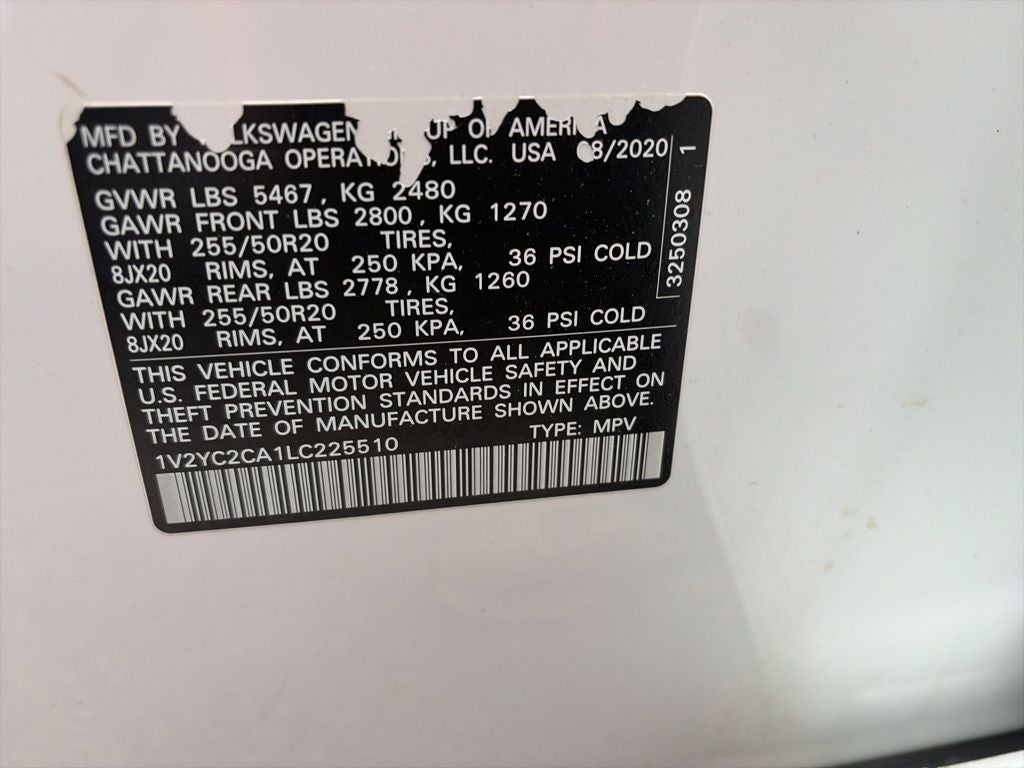 MFD BY LKSWAGEN UP OF AMERICA
CHATTANOOGA OPERATIONS, LLC. USA 08/2020
GVWR LBS 5467, KG 2480
GAWR FRONT LBS 2800, KG 1270
WITH 255/50R20 TIRES,
8JX20 RIMS, AT 250 KPA, 36 PSI COLD
GAWR REAR LBS 2778, KG 1260
WITH 255/50R20 TIRES,
8JX20 RIMS, AT 250 KPA, 36 PSI COLD
THIS VEHICLE CONFORMS TO ALL APPLICABLE
U.S. FEDERAL MOTOR VEHICLE SAFETY AND
THEFT PREVENTION STANDARDS IN EFFECT ON
THE DATE OF MANUFACTURE SHOWN ABOVE.
1V2YC2CA1LC225510 TYPE: MPV
3250308 1